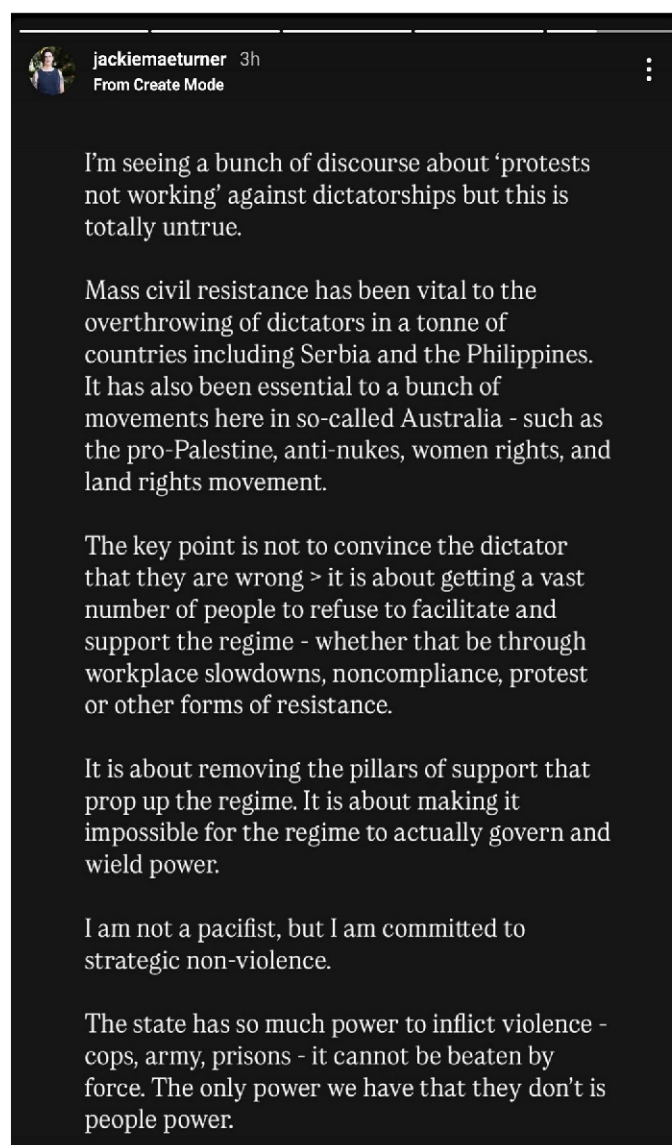 jackiemaeturner 3h
From Create Mode
I’m seeing a bunch of discourse about ‘protests
not working’ against dictatorships but this is
totally untrue.
Mass civil resistance has been vital to the
overthrowing of dictators in a tonne of
countries including Serbia and the Philippines.
It has also been essential to a bunch of
movements here in so-called Australia - such as
the pro-Palestine, anti-nukes, women rights, and
land rights movement.
The key point is not to convince the dictator
that they are wrong > it is about getting a vast
number of people to refuse to facilitate and
support the regime - whether that be through
workplace slowdowns, noncompliance, protest
or other forms of resistance.
It is about removing the pillars of support that
prop up the regime. It is about making it
impossible for the regime to actually govern and
wield power.
I am not a pacifist, but I am committed to
strategic non-violence.
The state has so much power to inflict violence -
cops, army, prisons - it cannot be beaten by
force. The only power we have that they don’t is
people power.